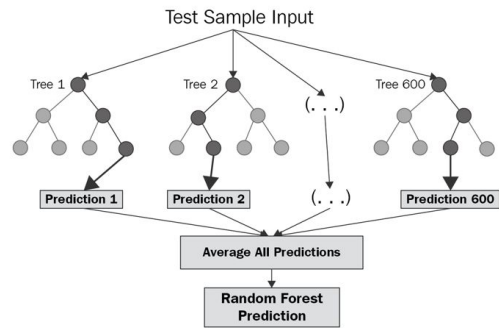 Test Sample Input
Tree 1
Tree 2
(. . .)
Tree 600
Prediction 1
Prediction 2
(. . .)
Prediction 600
Average All Predictions
Random Forest
Prediction